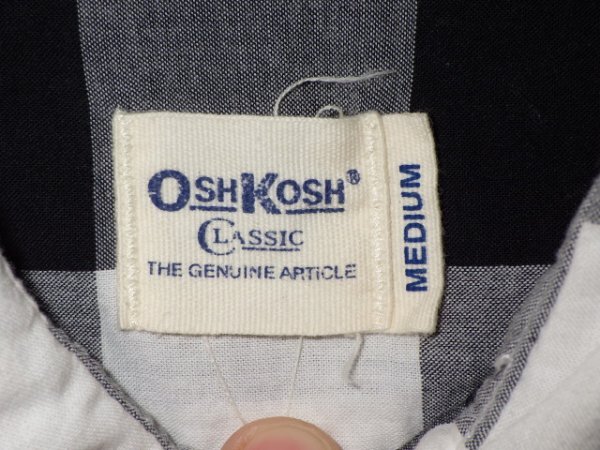 OSHKOSH®
CLASSIC
THE GENUINE ARTICLE
MEDIUM